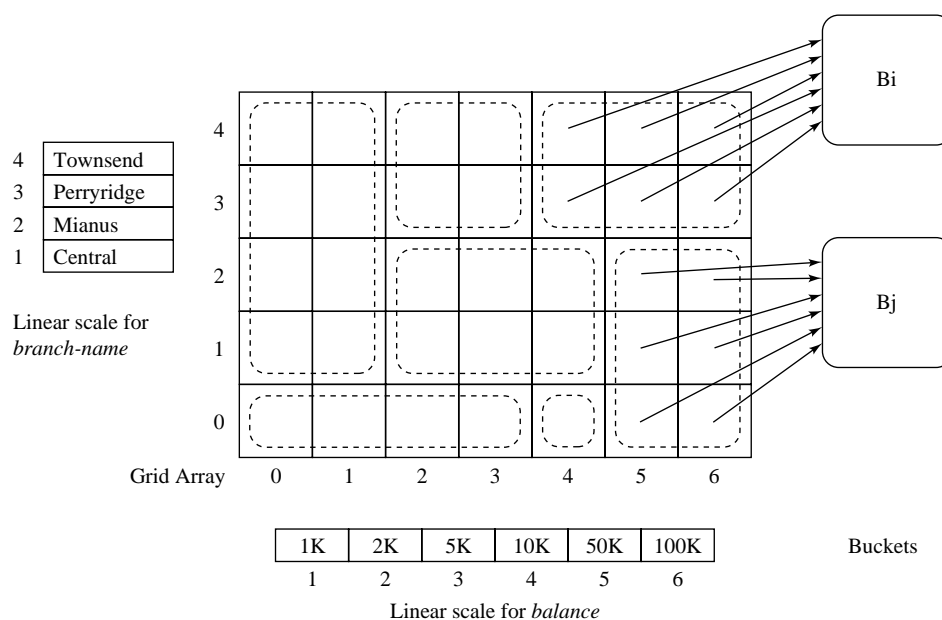 Bi
4
4 Townsend
3 Perryridge
2 Mianus
1 Central
3
2
Bj
Linear scale for
branch-name
1
0
Grid Array 0 1 2 3 4 5 6
1K 2K 5K 10K 50K 100K
Buckets
1 2 3 4 5 6
Linear scale for balance